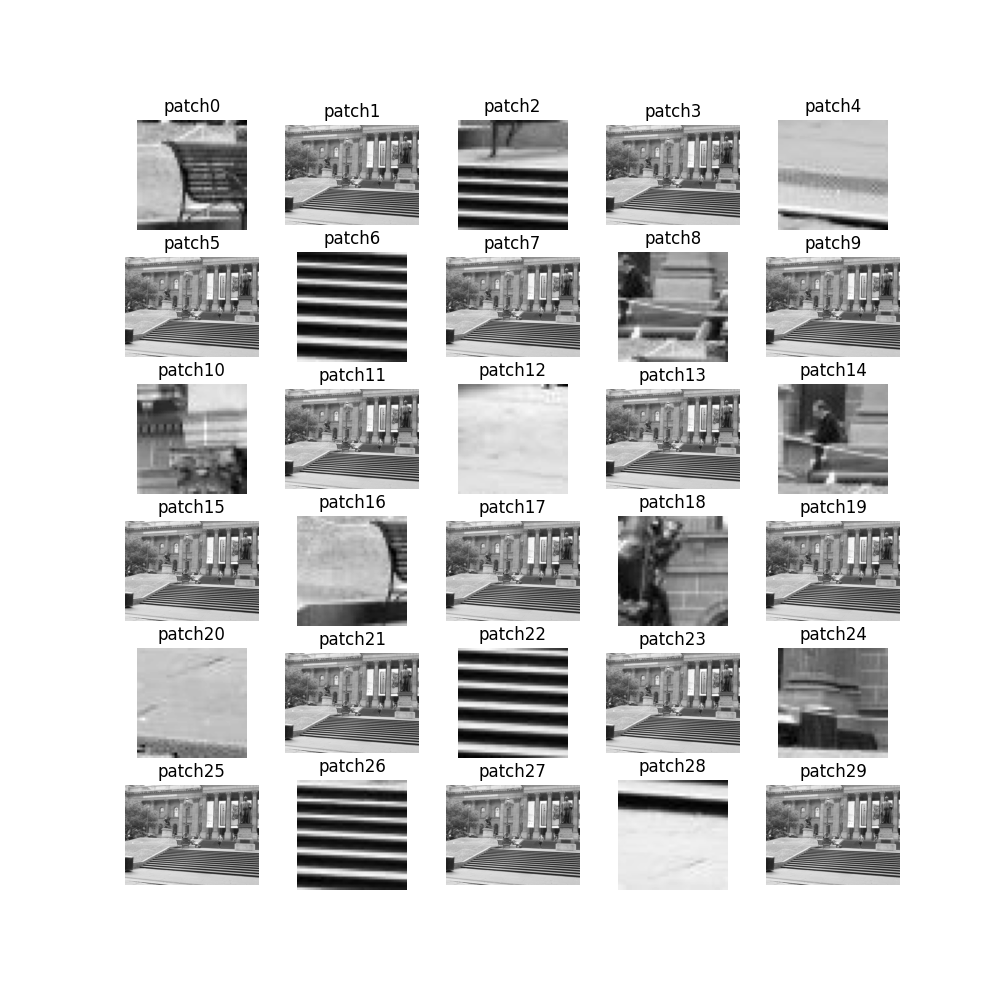 patch0 patch1 patch2 patch3 patch4
patch5 patch6 patch7 patch8 patch9
patch10 patch11 patch12 patch13 patch14
patch15 patch16 patch17 patch18 patch19
patch20 patch21 patch22 patch23 patch24
patch25 patch26 patch27 patch28 patch29